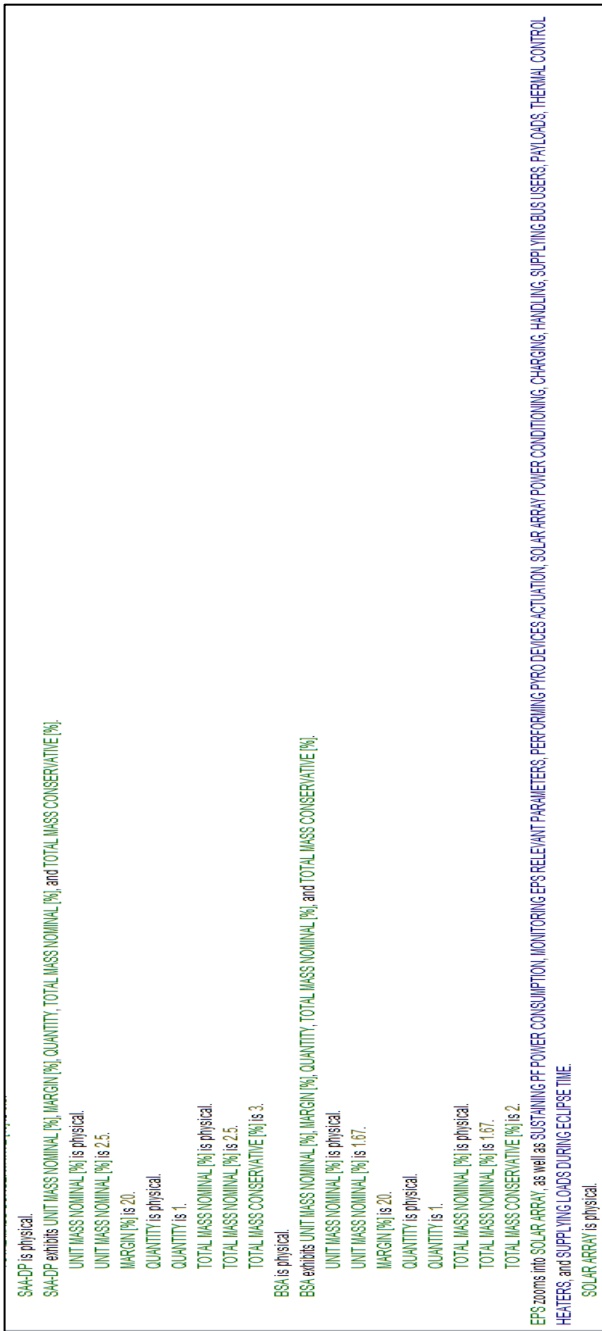 SAA-DP is physical.
SAA-DP exhibits UNIT MASS NOMINAL [%], MARGIN [%], QUANTITY, TOTAL MASS NOMINAL [%], and TOTAL MASS CONSERVATIVE [%].
UNIT MASS NOMINAL [%] is physical.
UNIT MASS NOMINAL [%] is 2.5.
MARGIN [%] is 20.
QUANTITY is physical.
QUANTITY is 1.
TOTAL MASS NOMINAL [%] is physical.
TOTAL MASS NOMINAL [%] is 2.5.
TOTAL MASS CONSERVATIVE [%] is 3.
BSA is physical.
BSA exhibits UNIT MASS NOMINAL [%], MARGIN [%], QUANTITY, TOTAL MASS NOMINAL [%], and TOTAL MASS CONSERVATIVE [%].
UNIT MASS NOMINAL [%] is physical.
UNIT MASS NOMINAL [%] is 1.67.
MARGIN [%] is 20.
QUANTITY is physical.
QUANTITY is 1.
TOTAL MASS NOMINAL [%] is physical.
TOTAL MASS NOMINAL [%] is 1.67.
TOTAL MASS CONSERVATIVE [%] is 2.
EPS zooms into SOLAR ARRAY, as well as SUSTAINING PF POWER CONSUMPTION, MONITORING EPS RELEVANT PARAMETERS, PERFORMING PYRO DEVICES ACTUATION, SOLAR ARRAY POWER CONDITIONING, CHARGING, HANDLING, SUPPLYING BUS USERS, PAYLOADS, THERMAL CONTROL
HEATERS, and SUPPLYING LOADS DURING ECLIPSE TIME.
SOLAR ARRAY is physical.